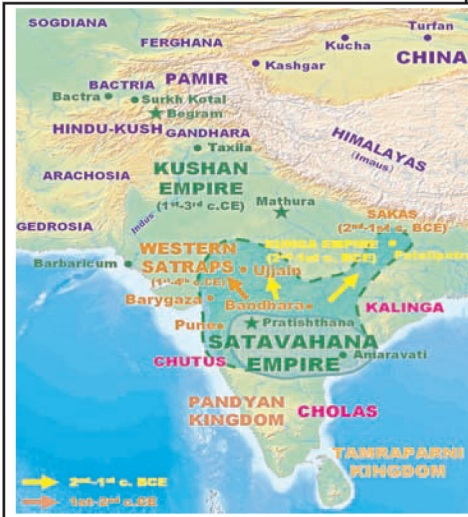 SOGDIANA
Turfan
FERGHANA
Kucha
CHINA
Kashgar
PAMIR
BACTRIA
Bactra
Surkh Kotal
Begram
HINDU-KUSH
GANDHARA
Taxila
HIMALAYAS
(Imaus)
ARACHOSIA
KUSHAN
EMPIRE
(1st-3rd c.CE)
Mathura
SAKAS
(2nd-1st c. BCE)
GEDROSIA
Indus
EMPIRE
(2nd-1st c. BCE)
Barbaricum
WESTERN
SATRAPS
(1st-4th c.CE)
Ujjain
Barygaza
Bandhara
KALINGA
Pune
Pratishthana
SATAVAHANA
EMPIRE
Amaravati
CHUTUS
PANDYAN
KINGDOM
CHOLAS
TAMRAPARNI
KINGDOM
2nd-1st c. BCE
1st-2nd c.CE